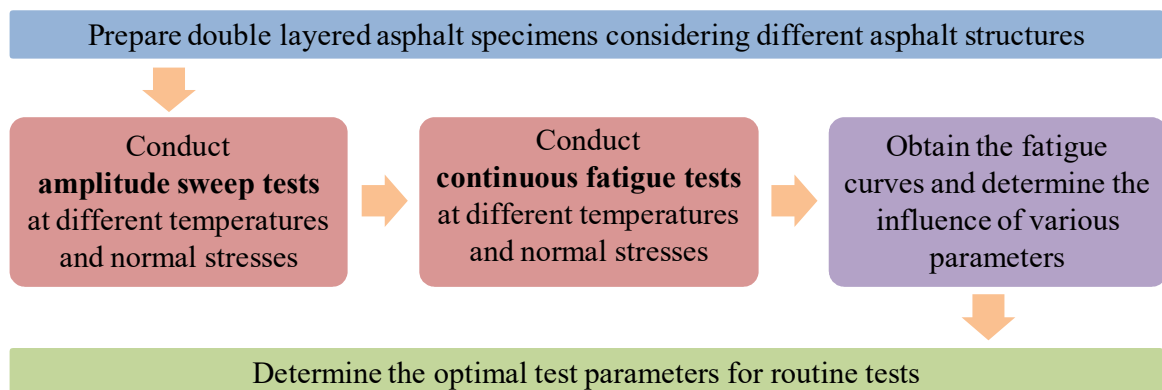 Prepare double layered asphalt specimens considering different asphalt structures
Conduct
amplitude sweep tests
at different temperatures
and normal stresses
Conduct
continuous fatigue tests
at different temperatures
and normal stresses
Obtain the fatigue
curves and determine the
influence of various
parameters
Determine the optimal test parameters for routine tests